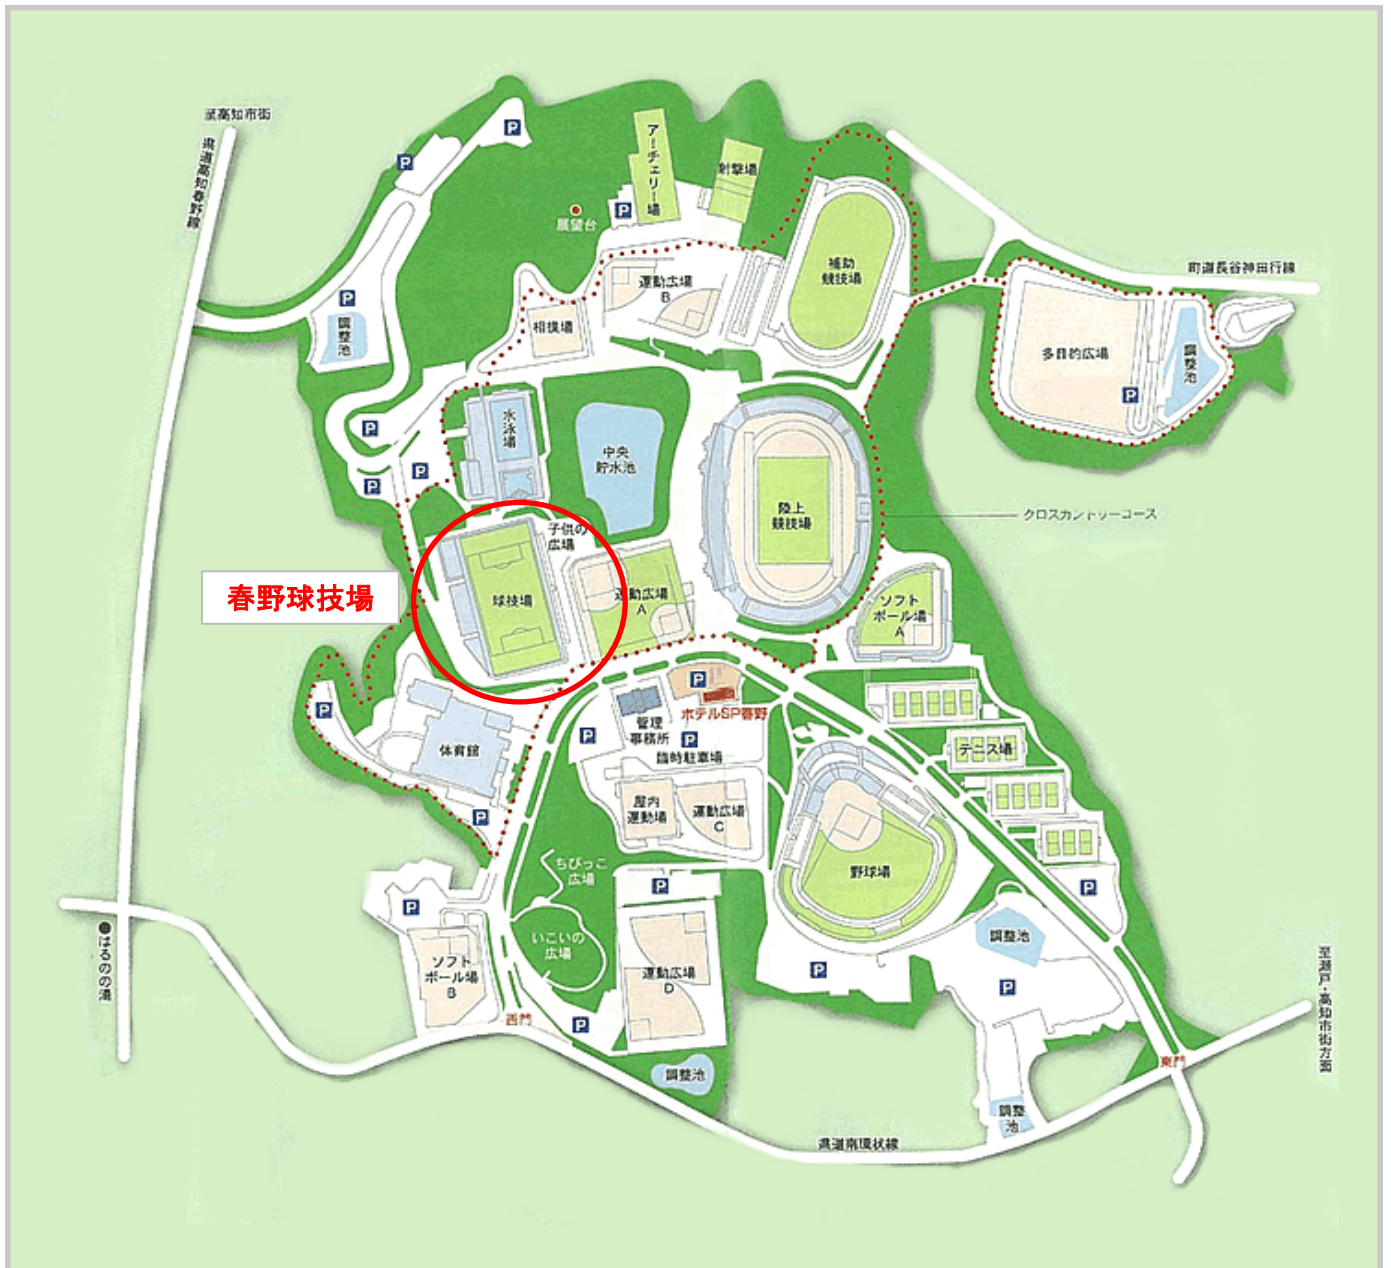 至高知市街
県道高知春野線
P
P
P
調整池
展望台
P
アーチェリー場
射撃場
補助
競技場
運動広場
B
相撲場
町道長谷神田行線
多目的広場
P
調整池
P
P
P
水泳場
中央
貯水池
陸上
競技場
クロスカントリーコース
子供の
広場
春野球技場
球技場
運動広場
A
ソフト
ボール場
A
P
体育館
P
P
P
ホテルSP春野
管理
事務所
P
臨時駐車場
テニス場
屋内
運動場
運動広場
C
野球場
ちびっこ
広場
P
P
P
いこいの
広場
調整池
●はるのの湯
ソフト
ボール場
B
運動広場
D
P
P
西門
P
調整池
東門
至瀬戸・高知市街方面
調整
池
県道南環状線